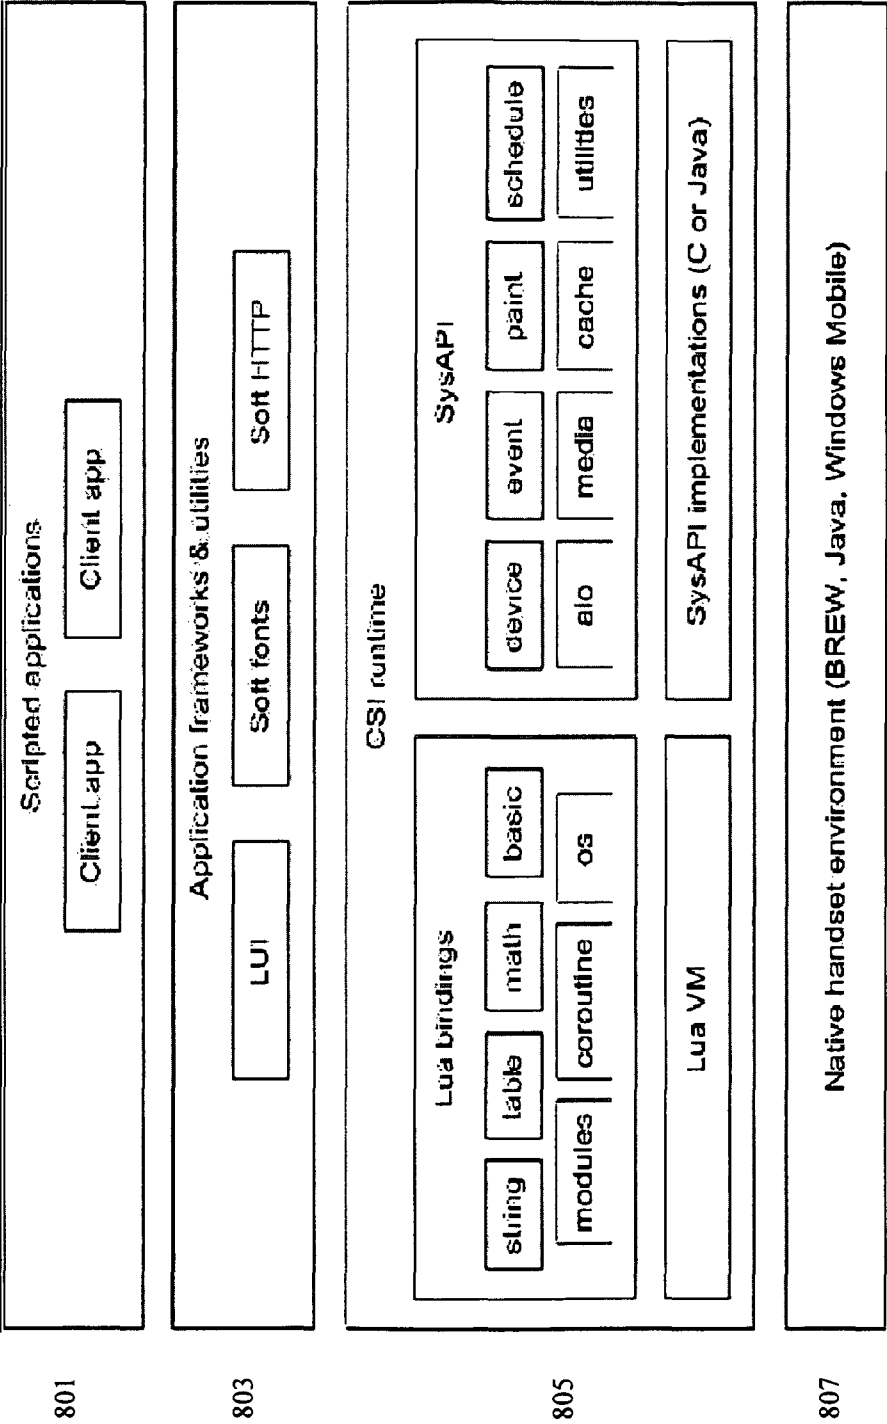 801
Scripted applications
Client app
Client app
803
Application frameworks & utilities
LUI
Soft fonts
Soft HTTP
805
CSI runtime
Lua bindings
string
table
math
basic
modules
coroutine
os
Lua VM
SysAPI
device
event
paint
schedule
aio
media
cache
utilities
SysAPI implementations (C or Java)
807
Native handset environment (BREW, Java, Windows Mobile)